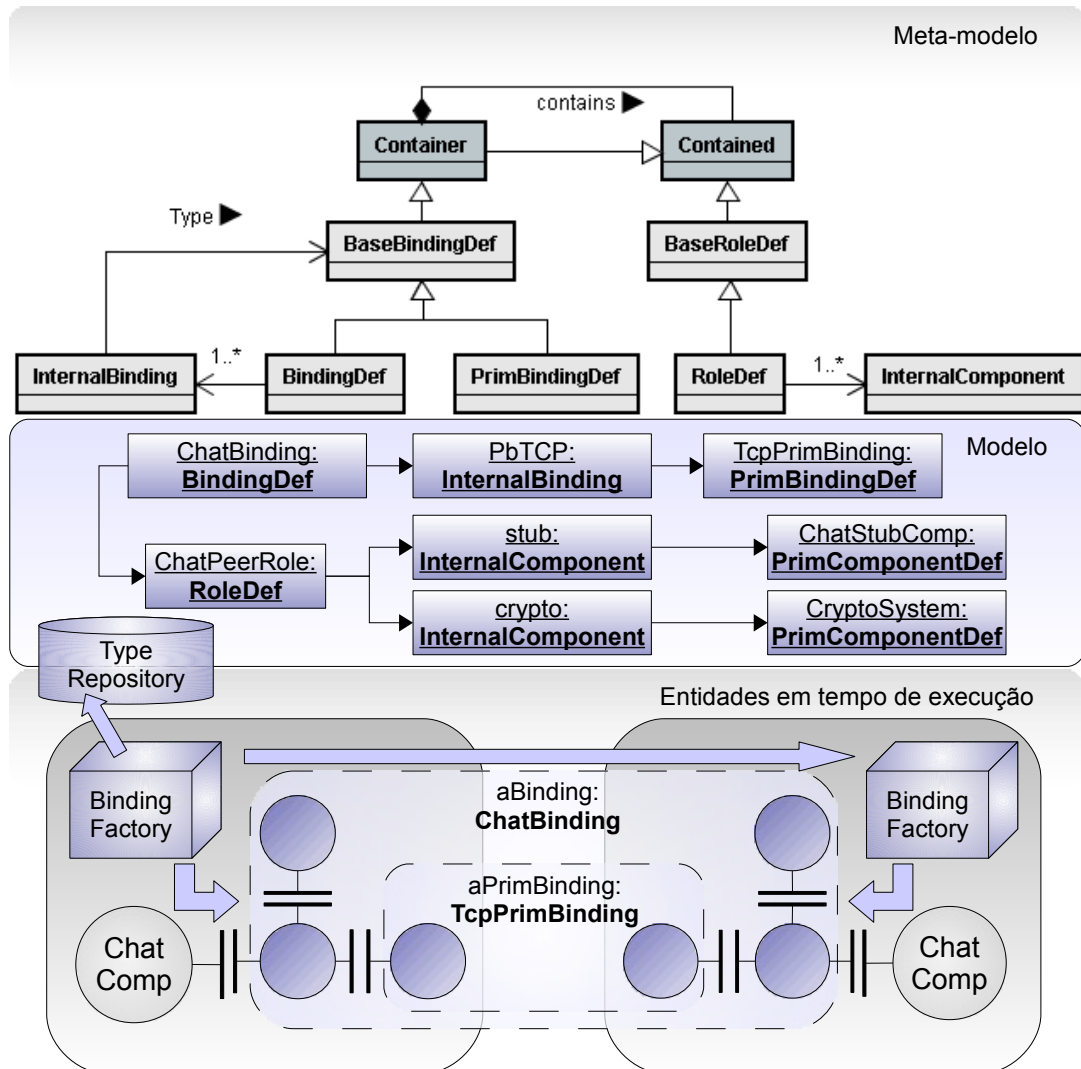 Meta-modelo
contains ▶
Container
Contained
Type ▶
BaseBindingDef
BaseRoleDef
1..*
1..*
InternalBinding
BindingDef
PrimBindingDef
RoleDef
InternalComponent
Modelo
ChatBinding:
BindingDef
PbTCP:
InternalBinding
TcpPrimBinding:
PrimBindingDef
ChatPeerRole:
RoleDef
stub:
InternalComponent
ChatStubComp:
PrimComponentDef
crypto:
InternalComponent
CryptoSystem:
PrimComponentDef
Type
Repository
Entidades em tempo de execução
Binding
Factory
aBinding:
ChatBinding
Binding
Factory
aPrimBinding:
TcpPrimBinding
Chat
Comp
Chat
Comp